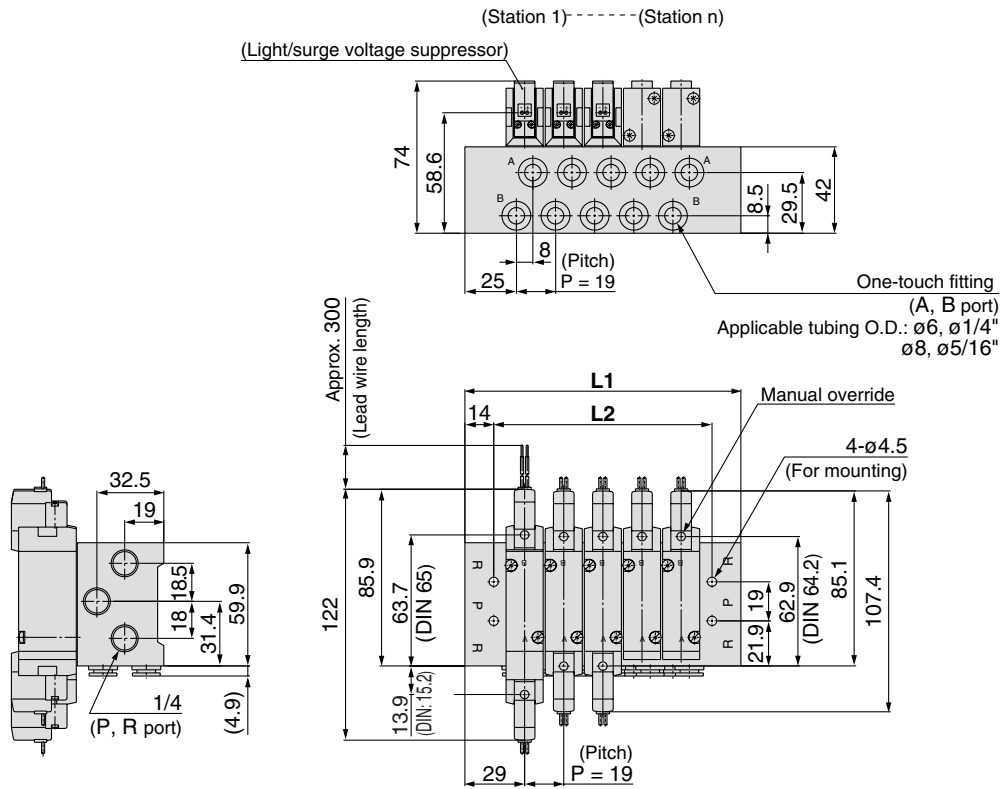 (Station 1) (Station n)
(Light/surge voltage suppressor)
74
58.6
A
A
B
B
8.5
29.5
42
8
25
(Pitch)
P = 19
One-touch fitting
(A, B port)
Applicable tubing O.D.: ø6, ø1/4"
ø8, ø5/16"
Approx. 300
(Lead wire length)
L1
14
L2
Manual override
4-ø4.5
(For mounting)
32.5
19
18.5
18
31.4
59.9
(4.9)
1/4
(P, R port)
122
85.9
63.7
(DIN 65)
13.9
(DIN: 15.2)
R
P
R
B
B
B
B
B
A
A
A
A
A
R
P
R
19
21.9
62.9
(DIN 64.2)
85.1
107.4
29
(Pitch)
P = 19